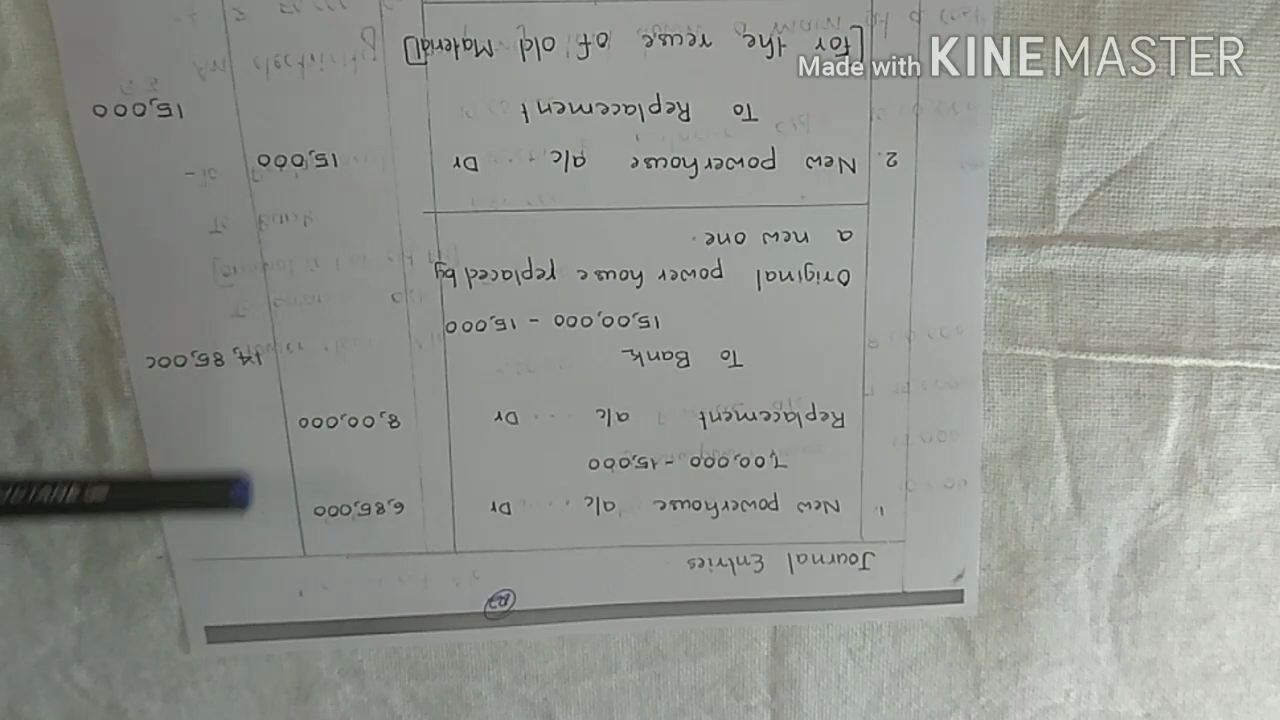 Journal Entries
1. New powerhouse a/c .... Dr 6,85,000
7,00,000 - 15,000
Replacement a/c .... Dr 8,00,000
To Bank 14,85,000
15,00,000 - 15,000
Original power house replaced by
a new one.
2. New powerhouse a/c. Dr 15,000
To Replacement 15,000
[for the reuse of old Material]
Made with KINEMASTER